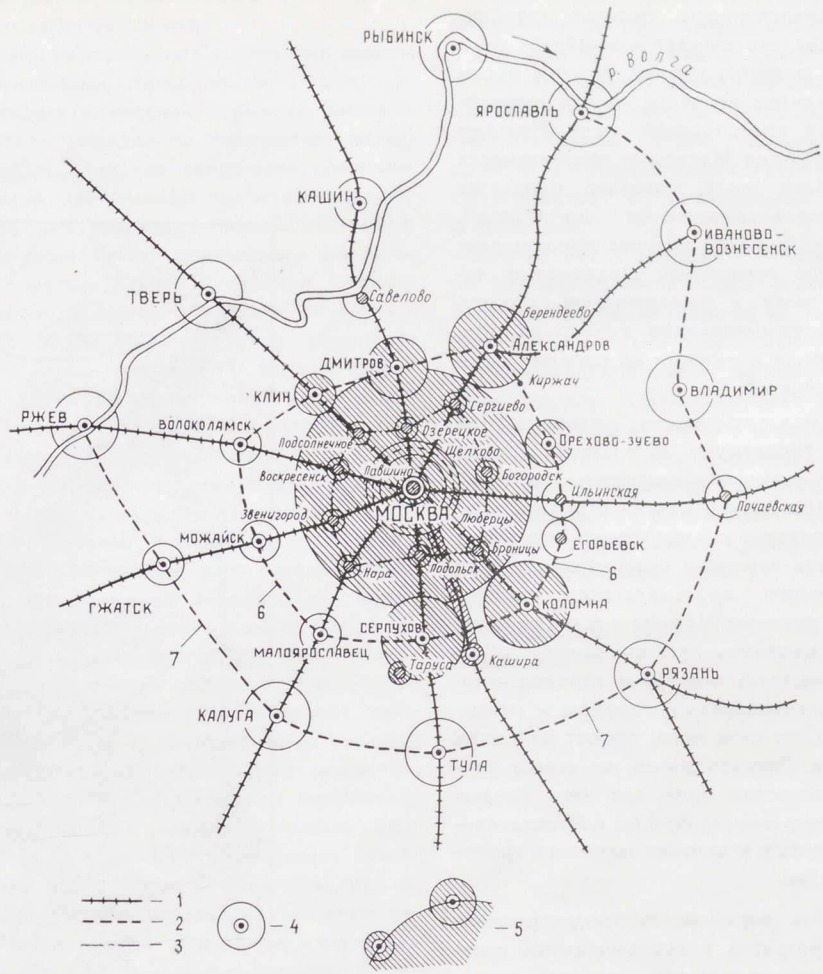 РЫБИНСК
р. ВОЛГА
ЯРОСЛАВЛЬ
КАШИН
ИВАНОВО-
ВОЗНЕСЕНСК
ТВЕРЬ
Савелово
Берендеево
ДМИТРОВ
АЛЕКСАНДРОВ
Киржач
КЛИН
Сергиево
ВЛАДИМИР
РЖЕВ
ВОЛОКОЛАМСК
Озерецкое
Подсолнечное
Щелково
ОРЕХОВО-ЗУЕВО
Воскресенск
Павшино
Богородск
Ильинская
Почаевская
МОСКВА
Звенигород
Люберцы
МОЖАЙСК
Бронницы
ЕГОРЬЕВСК
Нара
Подольск
6
ГЖАТСК
6
КОЛОМНА
7
СЕРПУХОВ
МАЛОЯРОСЛАВЕЦ
Таруса
Кашира
РЯЗАНЬ
КАЛУГА
7
ТУЛА
1
2
3
4
5